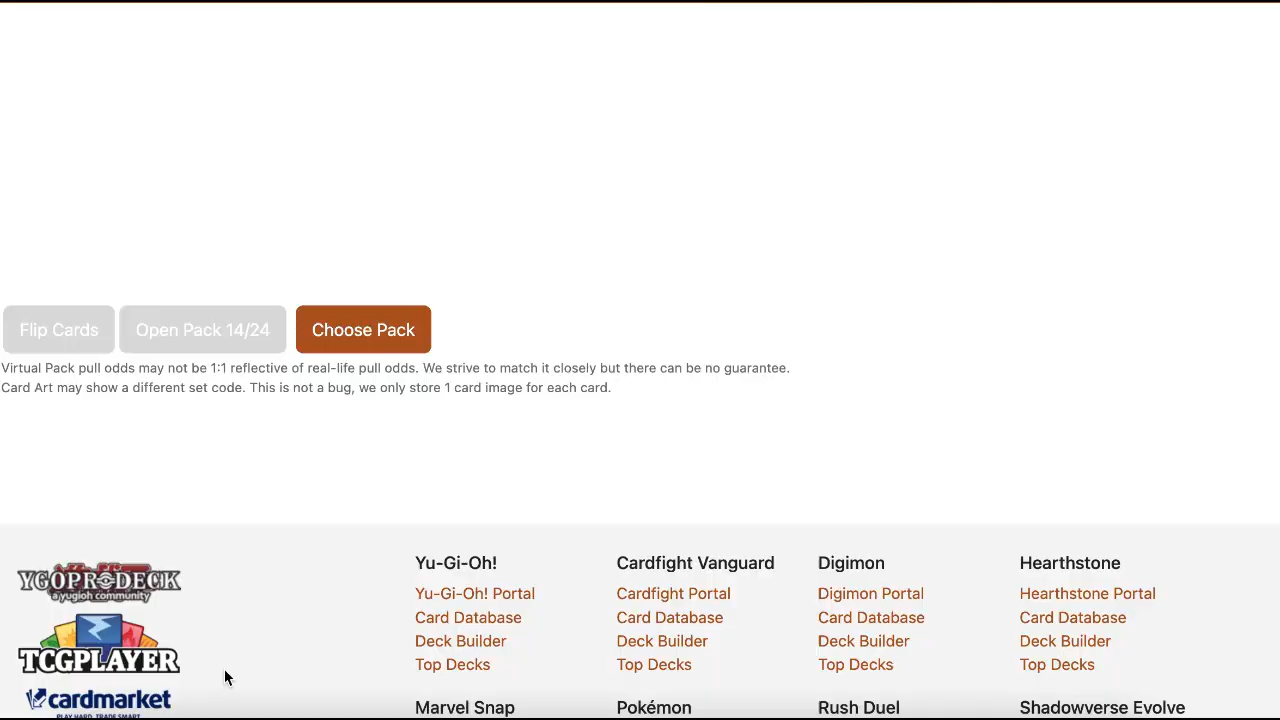 Flip Cards Open Pack 14/24 Choose Pack
Virtual Pack pull odds may not be 1:1 reflective of real-life pull odds. We strive to match it closely but there can be no guarantee.
Card Art may show a different set code. This is not a bug, we only store 1 card image for each card.
YGOPRODECK
a yugioh community
TCGPLAYER
cardmarket
PLAY HARD. TRADE SMART.
Yu-Gi-Oh!
Yu-Gi-Oh! Portal
Card Database
Deck Builder
Top Decks
Cardfight Vanguard
Cardfight Portal
Card Database
Deck Builder
Top Decks
Digimon
Digimon Portal
Card Database
Deck Builder
Top Decks
Hearthstone
Hearthstone Portal
Card Database
Deck Builder
Top Decks
Marvel Snap
Pokémon
Rush Duel
Shadowverse Evolve